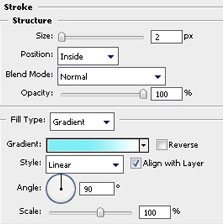 Stroke
Structure
Size: 2 px
Position: Inside
Blend Mode: Normal
Opacity: 100 %
Fill Type: Gradient
Gradient: Reverse
Style: Linear Align with Layer
Angle: 90 °
Scale: 100 %